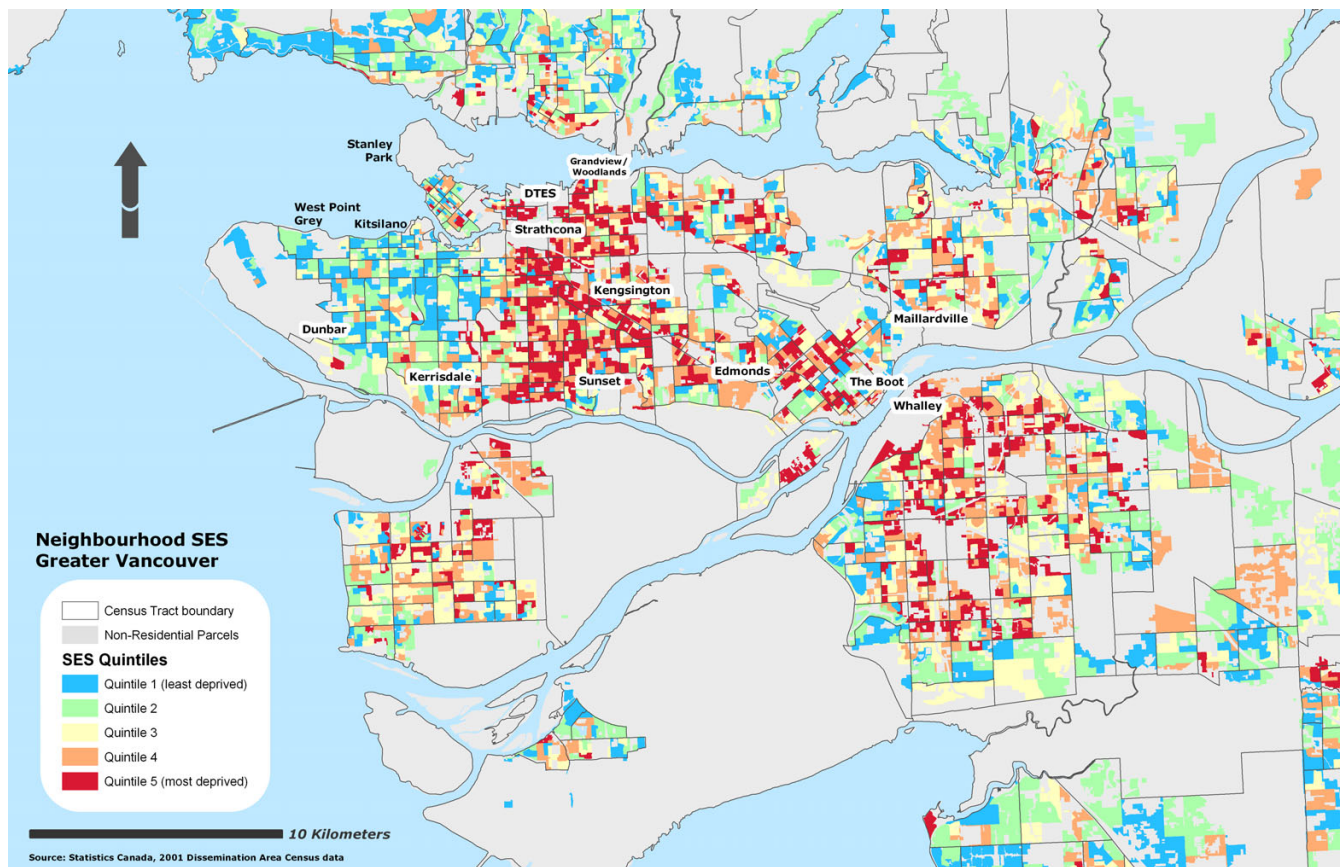 Stanley
Park
Grandview/
Woodlands
DTES
West Point
Grey
Kitsilano
Strathcona
Kengsington
Dunbar
Maillardville
Kerrisdale
Sunset
Edmonds
The Boot
Whalley
Neighbourhood SES
Greater Vancouver
Census Tract boundary
Non-Residential Parcels
SES Quintiles
Quintile 1 (least deprived)
Quintile 2
Quintile 3
Quintile 4
Quintile 5 (most deprived)
10 Kilometers
Source: Statistics Canada, 2001 Dissemination Area Census data